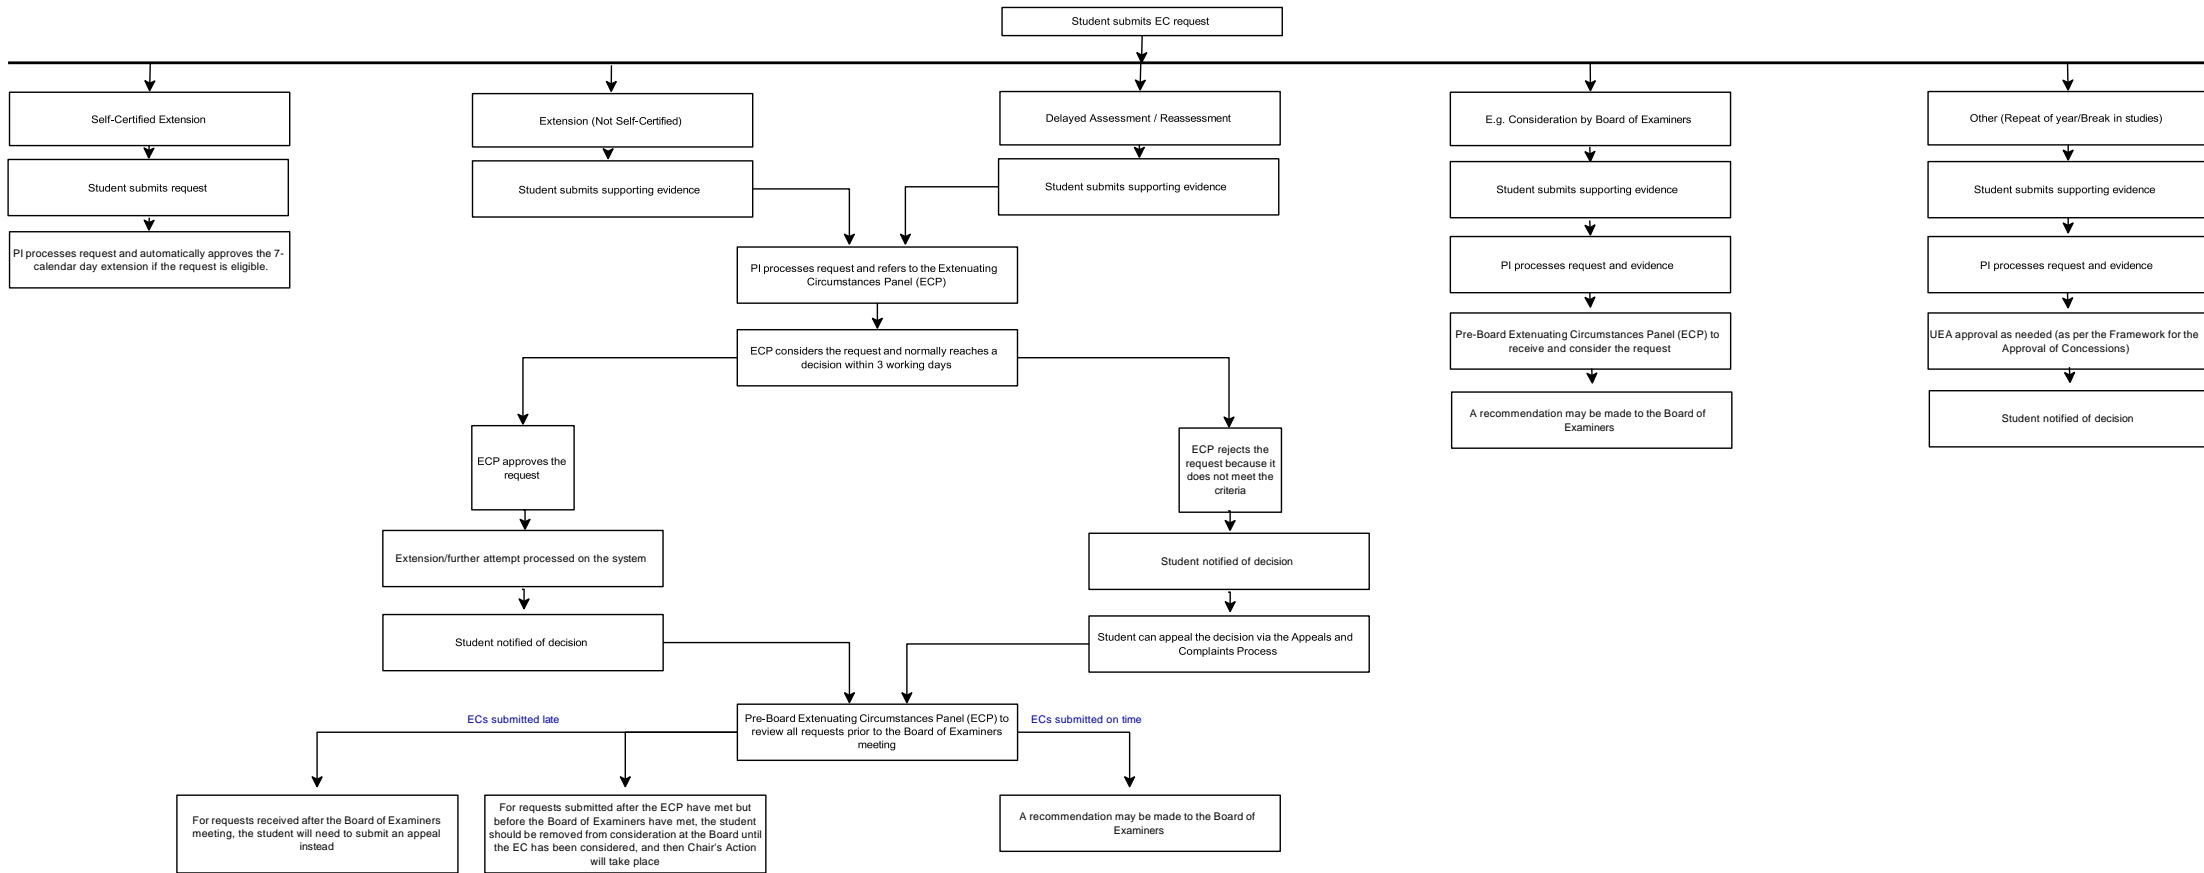 Student submits EC request
Self-Certified Extension
Extension (Not Self-Certified)
Delayed Assessment / Reassessment
E.g. Consideration by Board of Examiners
Other (Repeat of year/Break in studies)
Student submits request
Student submits supporting evidence
Student submits supporting evidence
Student submits supporting evidence
Student submits supporting evidence
PI processes request and automatically approves the 7-
calendar day extension if the request is eligible.
PI processes request and refers to the Extenuating
Circumstances Panel (ECP)
PI processes request and evidence
PI processes request and evidence
ECP considers the request and normally reaches a
decision within 3 working days
Pre-Board Extenuating Circumstances Panel (ECP) to
receive and consider the request
UEA approval as needed (as per the Framework for the
Approval of Concessions)
A recommendation may be made to the Board of
Examiners
Student notified of decision
ECP approves the
request
ECP rejects the
request because it
does not meet the
criteria
Extension/further attempt processed on the system
Student notified of decision
Student notified of decision
Student can appeal the decision via the Appeals and
Complaints Process
ECs submitted late
Pre-Board Extenuating Circumstances Panel (ECP) to
review all requests prior to the Board of Examiners
meeting
ECs submitted on time
For requests received after the Board of Examiners
meeting, the student will need to submit an appeal
instead
For requests submitted after the ECP have met but
before the Board of Examiners have met, the student
should be removed from consideration at the Board until
the EC has been considered, and then Chair's Action
will take place
A recommendation may be made to the Board of
Examiners